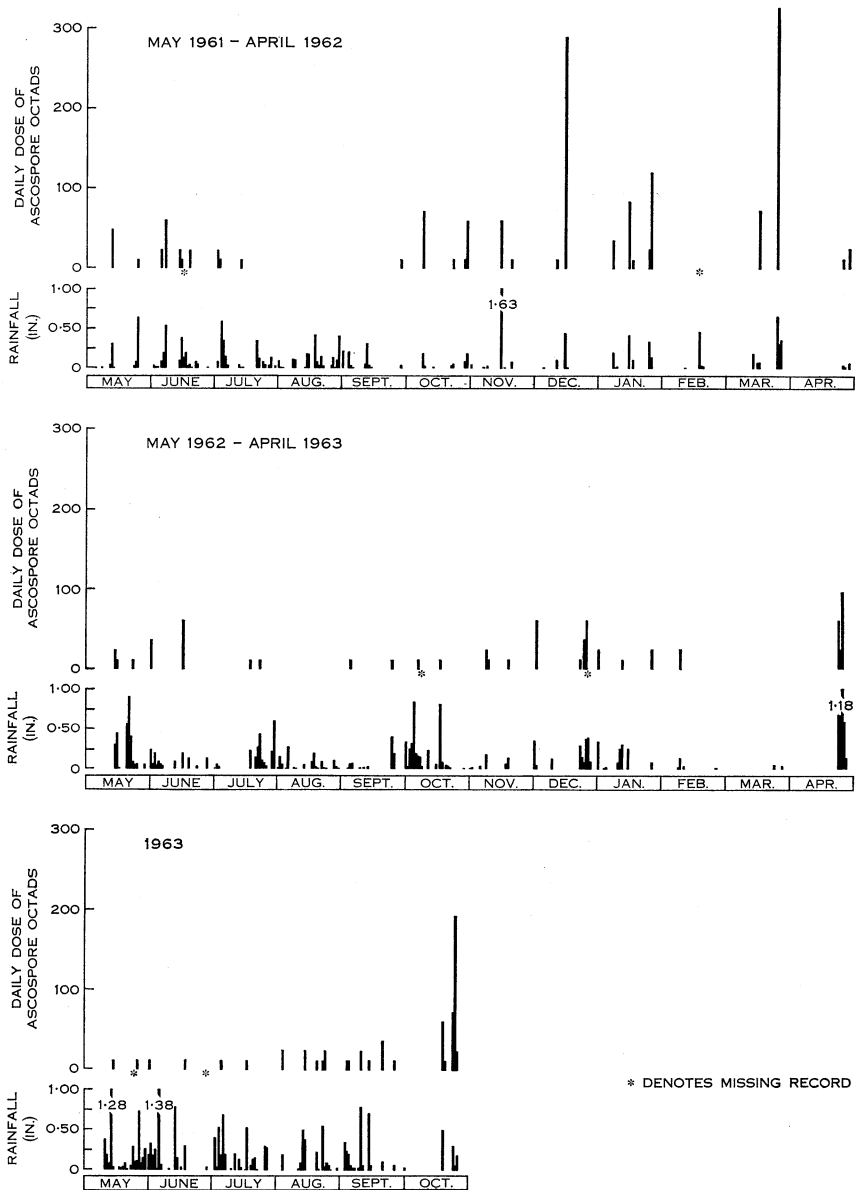 MAY 1961 – APRIL 1962
DAILY DOSE OF
ASCOSPORE OCTADS
300
200
100
0
*
*
RAINFALL
(IN.)
1·00
0·50
0
1·63
MAY JUNE JULY AUG. SEPT. OCT. NOV. DEC. JAN. FEB. MAR. APR.
MAY 1962 – APRIL 1963
DAILY DOSE OF
ASCOSPORE OCTADS
300
200
100
0
*
*
RAINFALL
(IN.)
1·00
0·50
0
1·18
MAY JUNE JULY AUG. SEPT. OCT. NOV. DEC. JAN. FEB. MAR. APR.
1963
DAILY DOSE OF
ASCOSPORE OCTADS
300
200
100
0
*
*
* DENOTES MISSING RECORD
RAINFALL
(IN.)
1·00
0·50
0
1·28
1·38
MAY JUNE JULY AUG. SEPT. OCT.